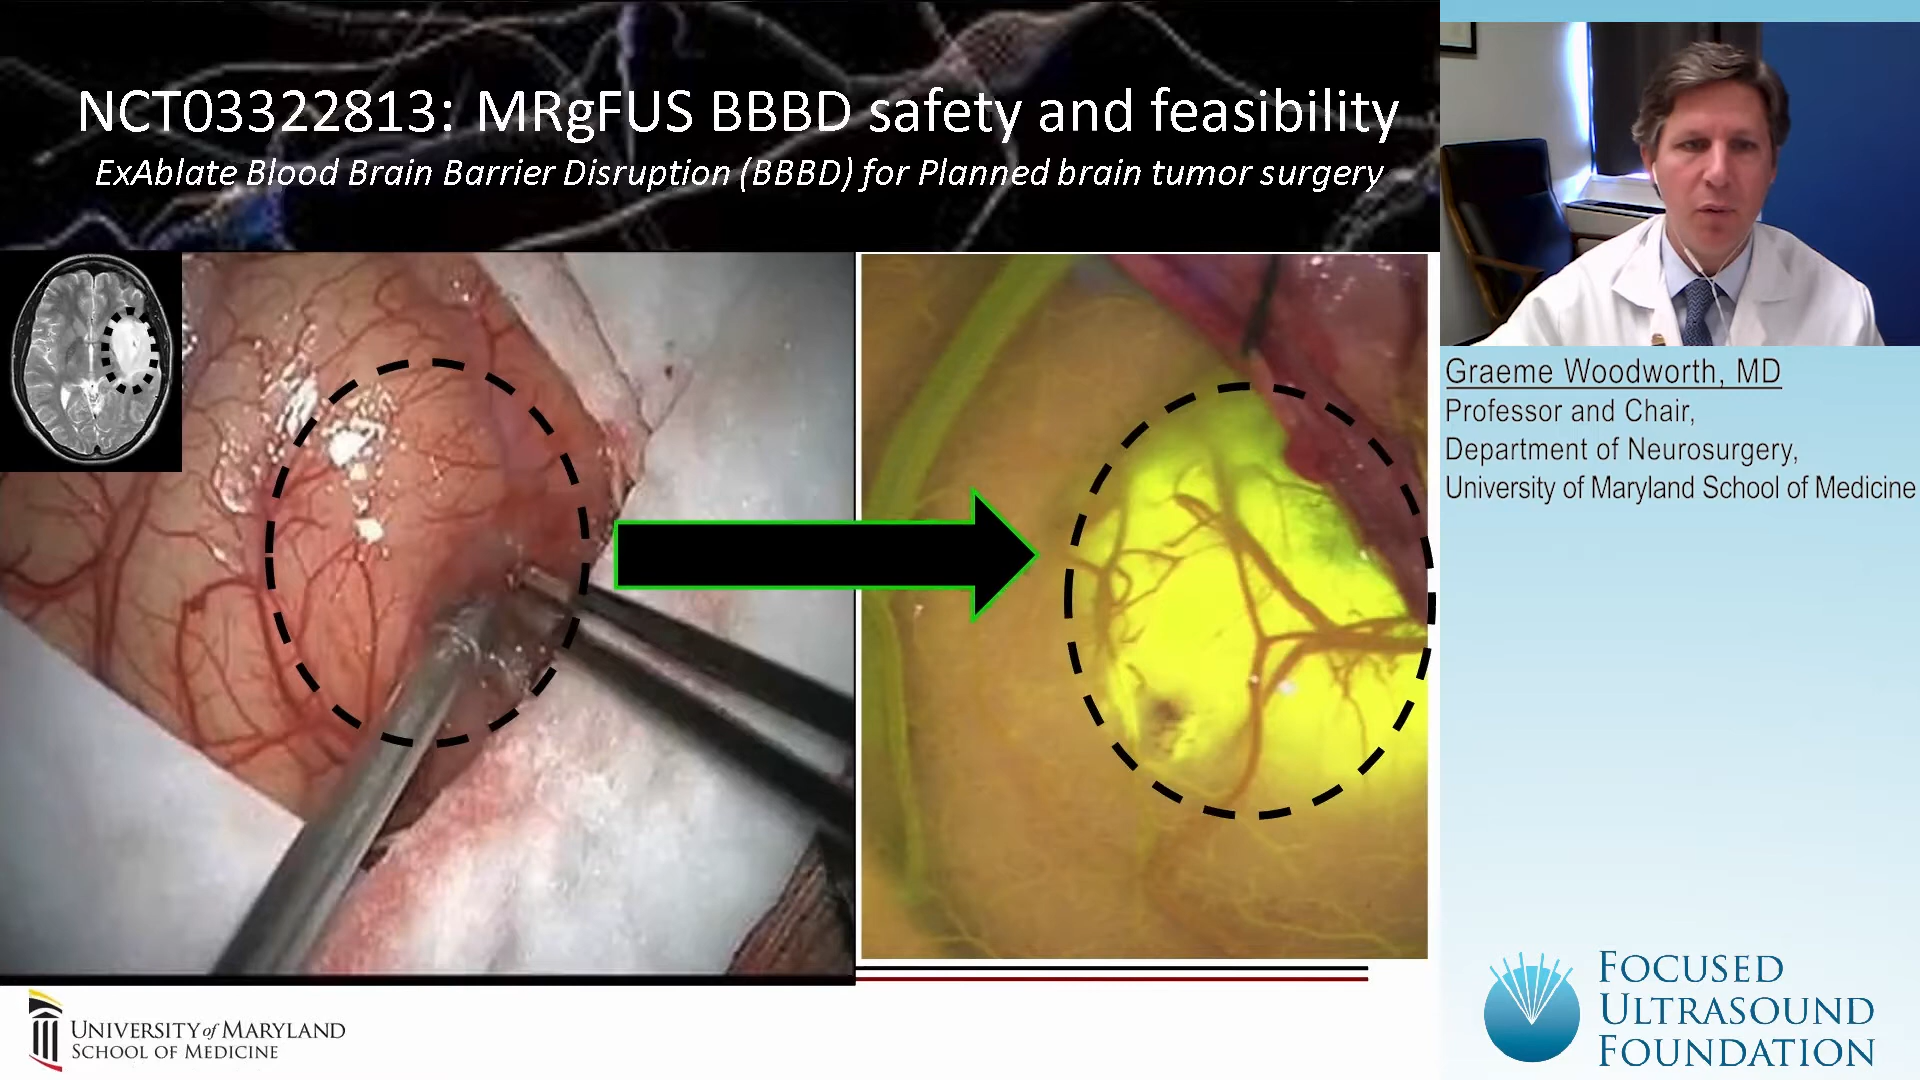 NCT03322813: MRgFUS BBBD safety and feasibility
ExAblate Blood Brain Barrier Disruption (BBBD) for Planned brain tumor surgery
Graeme Woodworth, MD
Professor and Chair,
Department of Neurosurgery,
University of Maryland School of Medicine
UNIVERSITY of MARYLAND
SCHOOL OF MEDICINE
FOCUSED
ULTRASOUND
FOUNDATION